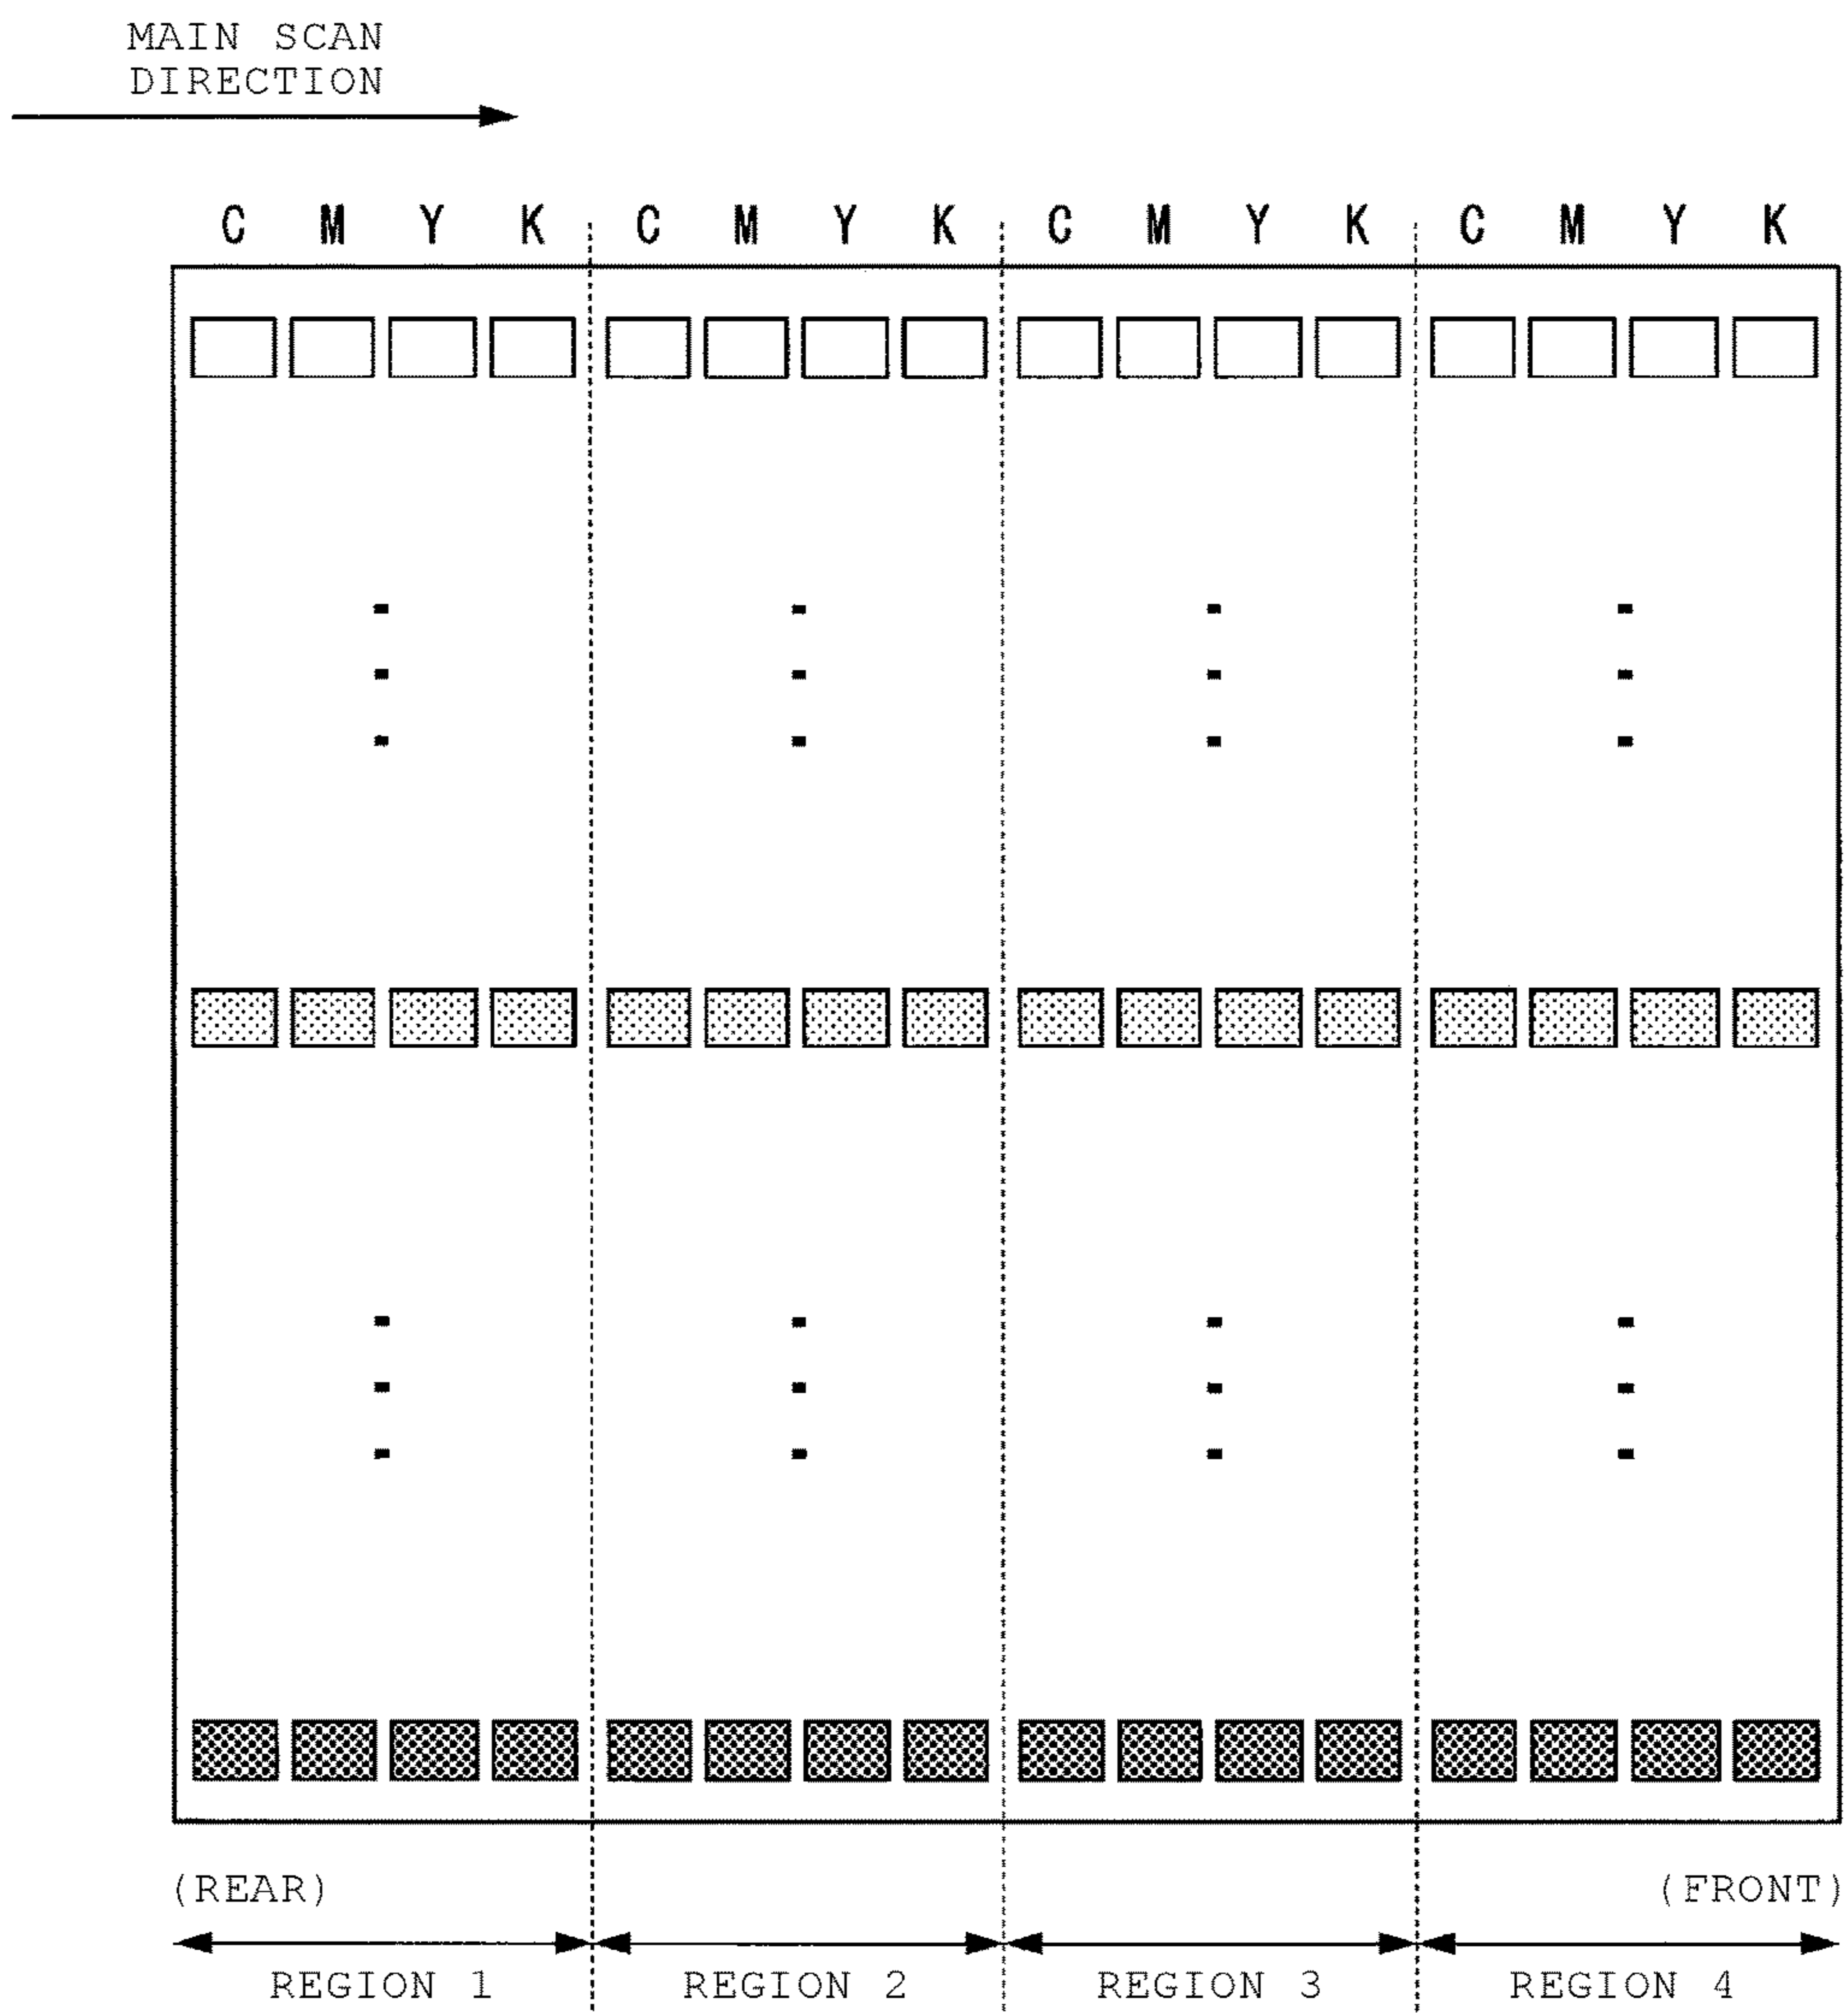 MAIN SCAN
DIRECTION
C M Y K C M Y K C M Y K C M Y K
(REAR) (FRONT)
REGION 1 REGION 2 REGION 3 REGION 4